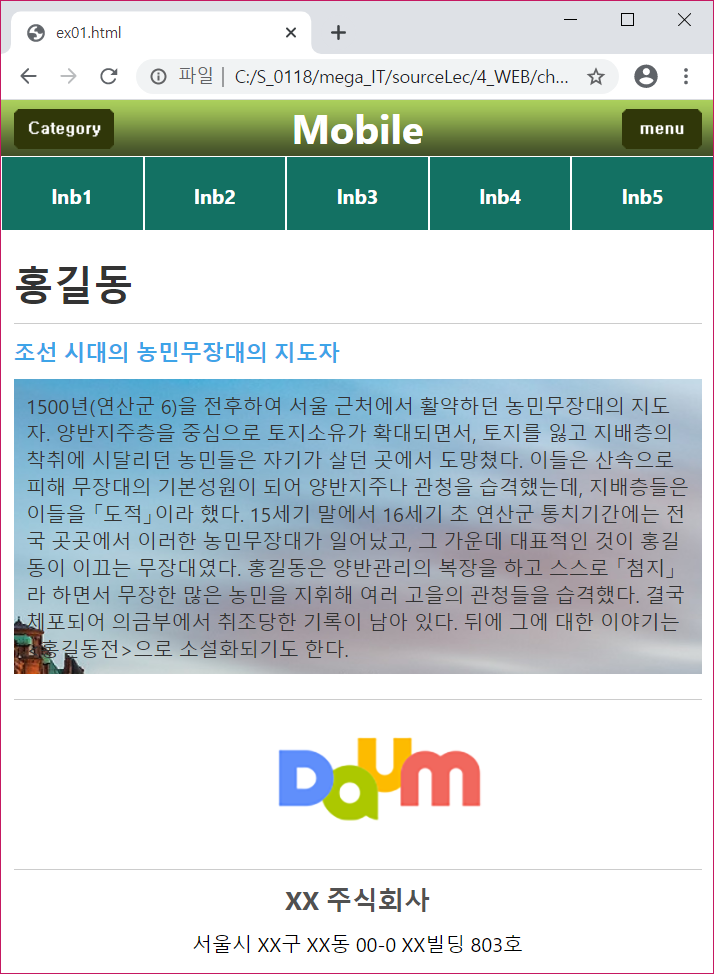 ex01.html
파일 | C:/S_0118/mega_IT/sourceLec/4_WEB/ch...
Category
Mobile
menu
lnb1
lnb2
lnb3
lnb4
lnb5
홍길동
조선 시대의 농민무장대의 지도자
1500년(연산군 6)을 전후하여 서울 근처에서 활약하던 농민무장대의 지도
자. 양반지주층을 중심으로 토지소유가 확대되면서, 토지를 잃고 지배층의
착취에 시달리던 농민들은 자기가 살던 곳에서 도망쳤다. 이들은 산속으로
피해 무장대의 기본성원이 되어 양반지주나 관청을 습격했는데, 지배층들은
이들을 「도적」이라 했다. 15세기 말에서 16세기 초 연산군 통치기간에는 전
국 곳곳에서 이러한 농민무장대가 일어났고, 그 가운데 대표적인 것이 홍길
동이 이끄는 무장대였다. 홍길동은 양반관리의 복장을 하고 스스로 「첨지」
라 하면서 무장한 많은 농민을 지휘해 여러 고을의 관청들을 습격했다. 결국
체포되어 의금부에서 취조당한 기록이 남아 있다. 뒤에 그에 대한 이야기는
<홍길동전>으로 소설화되기도 한다.
Daum
XX 주식회사
서울시 XX구 XX동 00-0 XX빌딩 803호